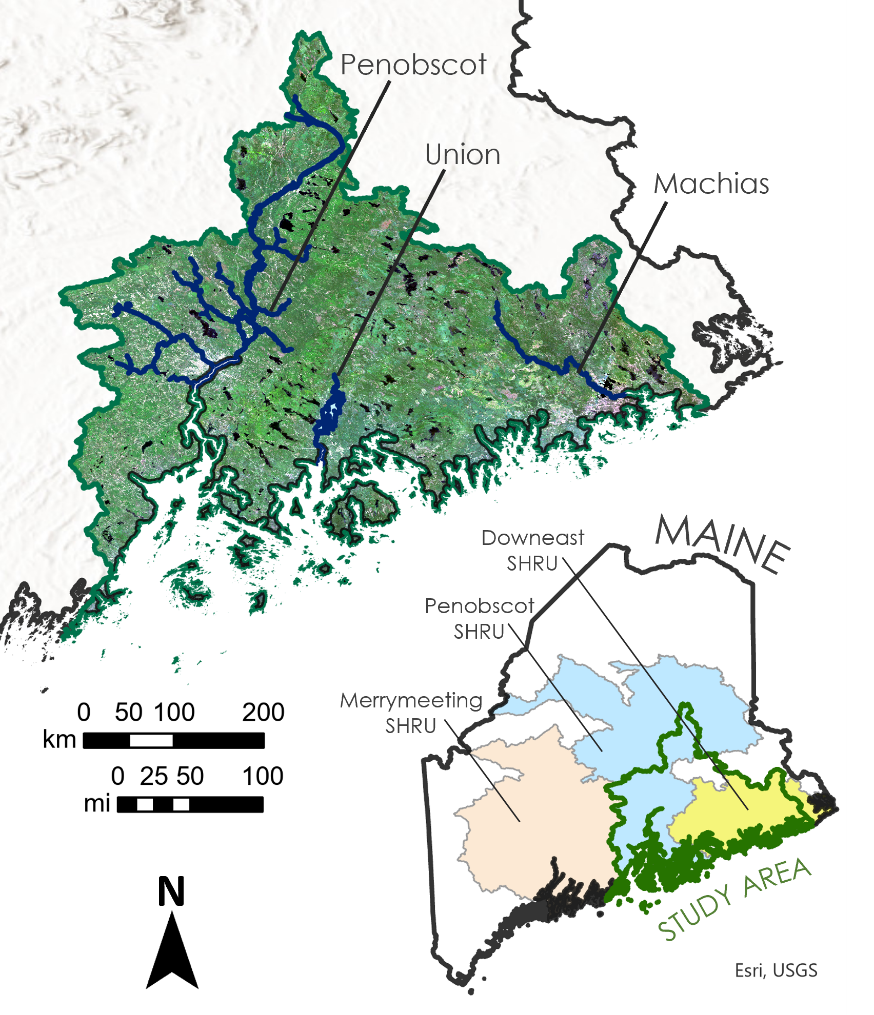 Penobscot
Union
Machias
Downeast
SHRU
MAINE
Penobscot
SHRU
Merrymeeting
SHRU
0 50 100 200
km
0 25 50 100
mi
STUDY AREA
N
Esri, USGS